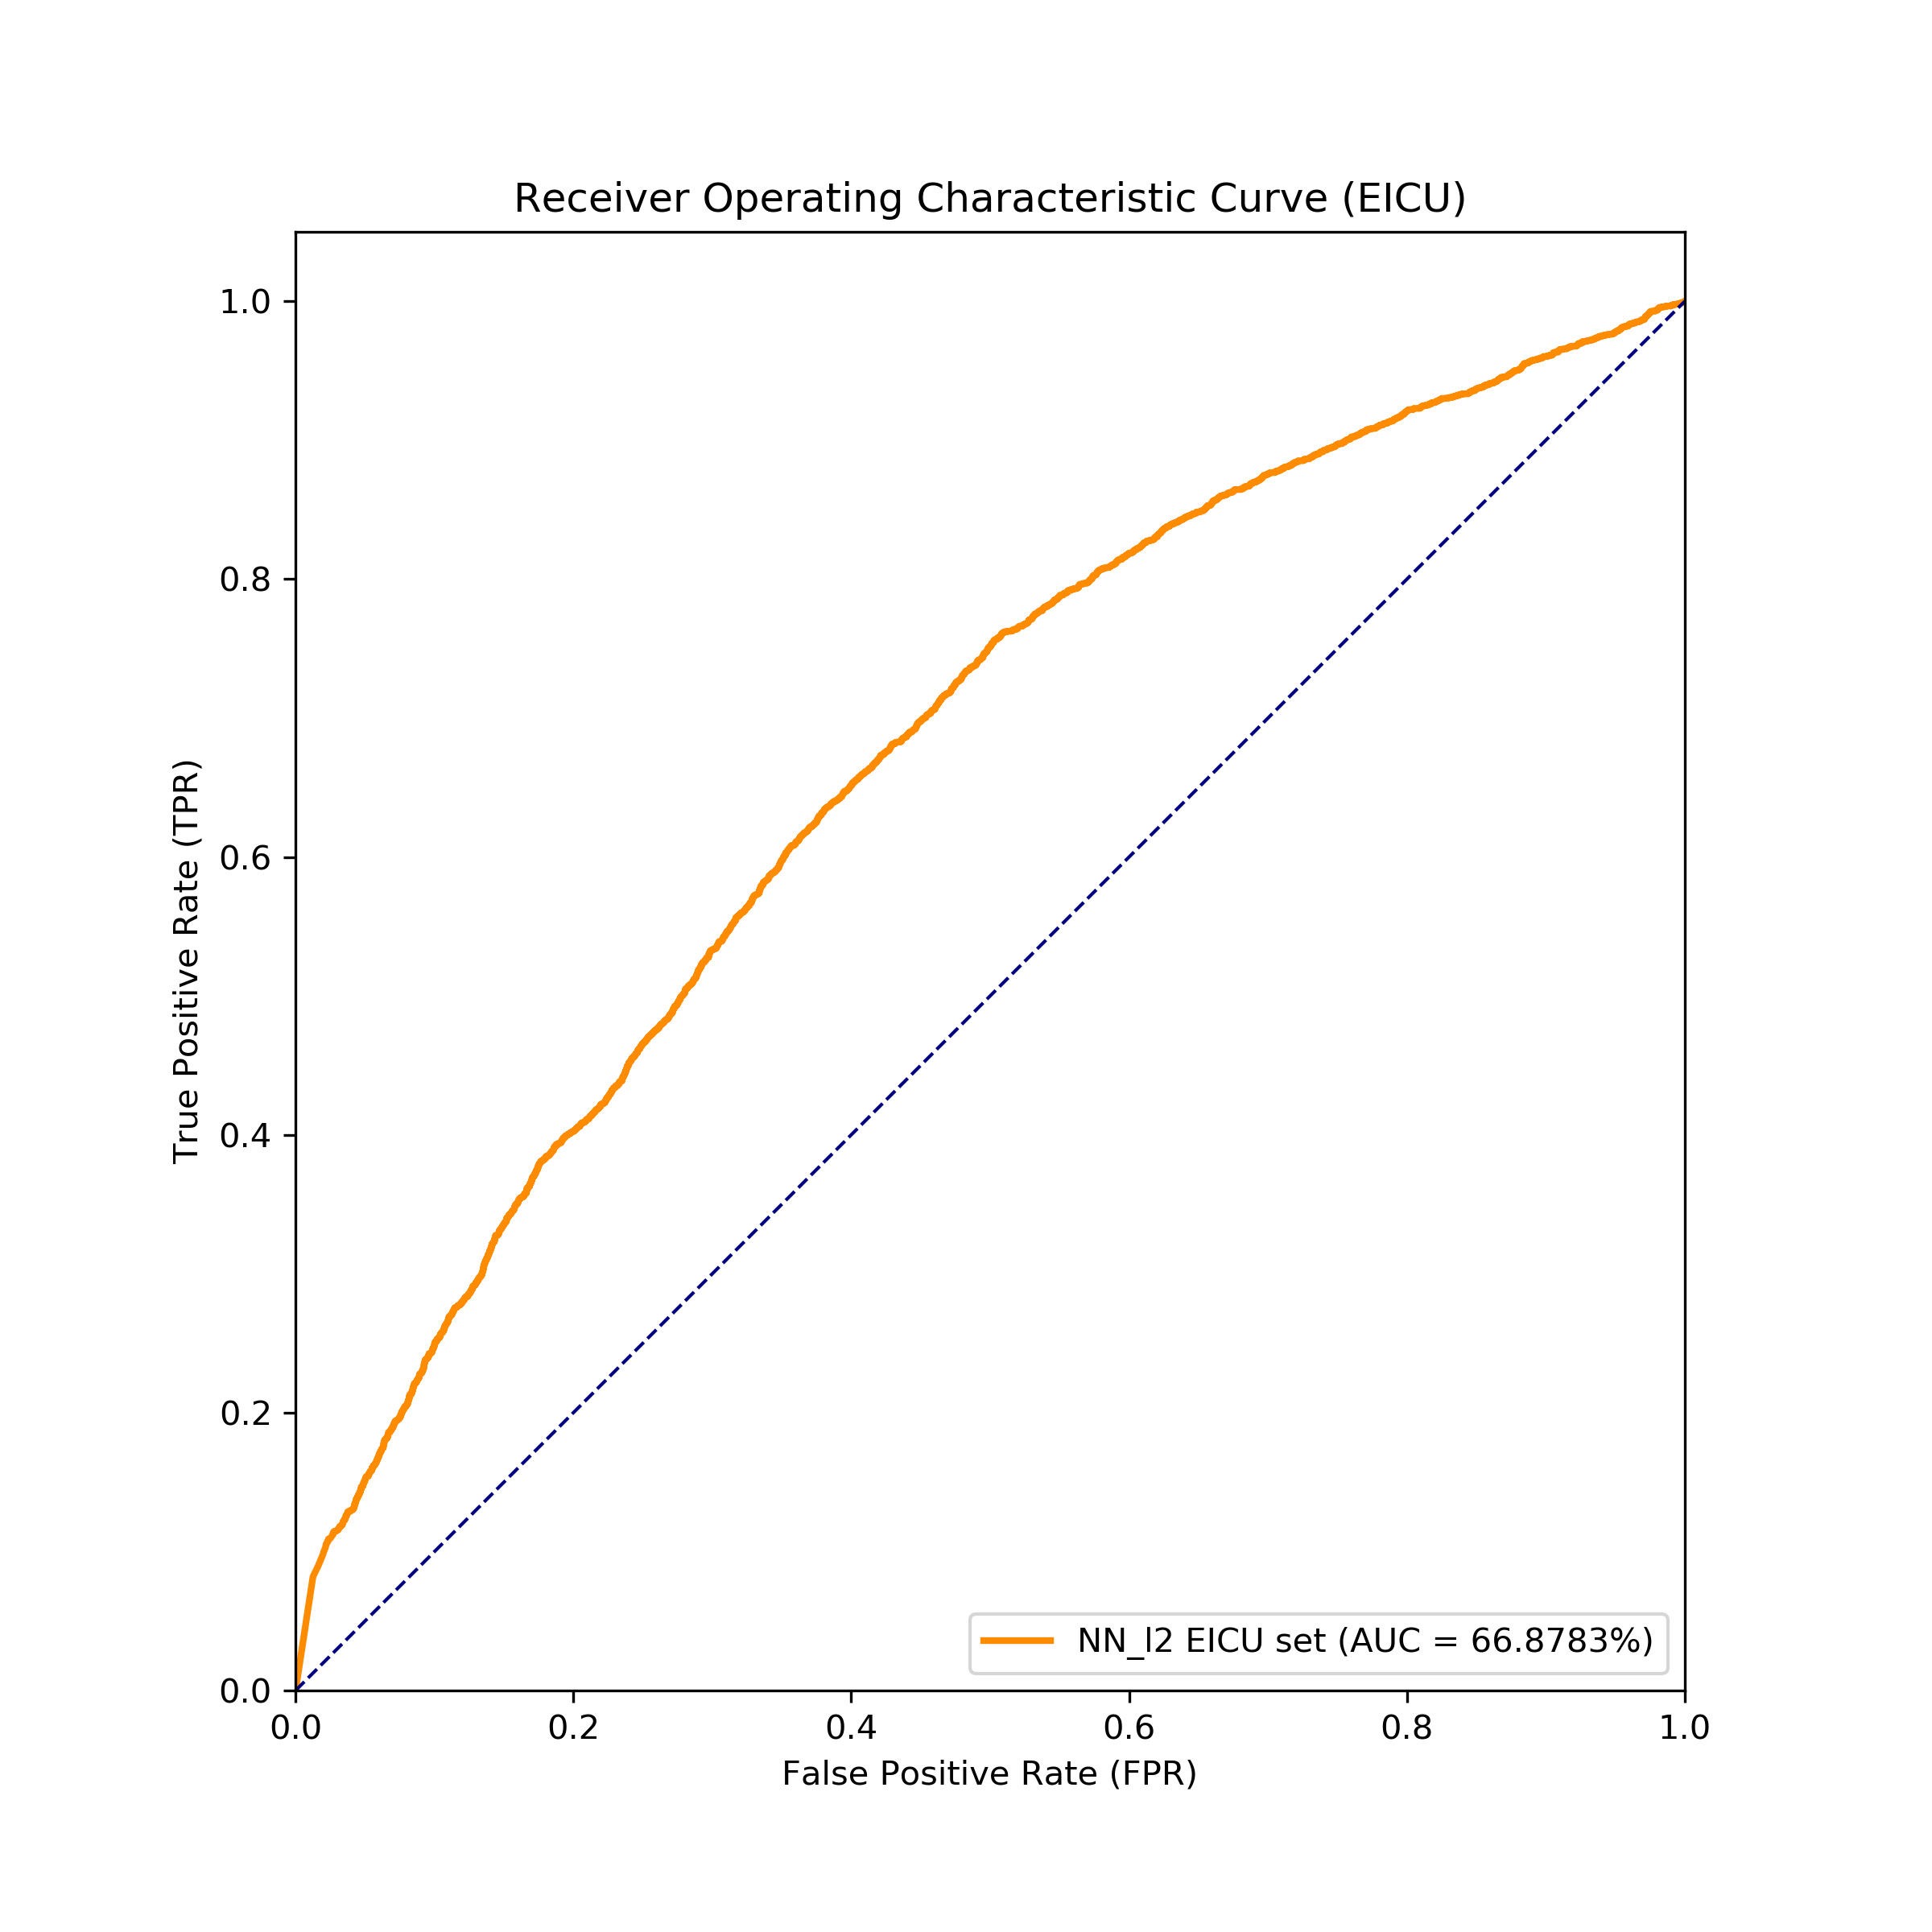 Receiver Operating Characteristic Curve (EICU)
True Positive Rate (TPR)
1.0
0.8
0.6
0.4
0.2
0.0
NN_l2 EICU set (AUC = 66.8783%)
0.0 0.2 0.4 0.6 0.8 1.0
False Positive Rate (FPR)